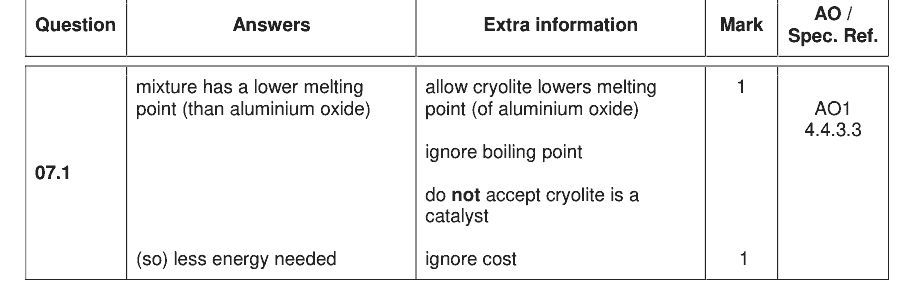 Question Answers Extra information Mark AO /
Spec. Ref.
mixture has a lower melting
point (than aluminium oxide)
allow cryolite lowers melting
point (of aluminium oxide)
1
AO1
4.4.3.3
ignore boiling point
07.1
do not accept cryolite is a
catalyst
(so) less energy needed
ignore cost
1